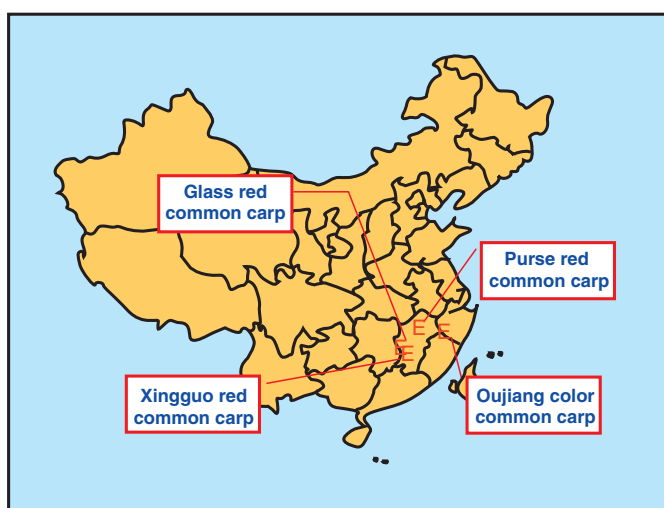 Glass red
common carp
Purse red
common carp
E
E
E
E
Xingguo red
common carp
Oujiang color
common carp